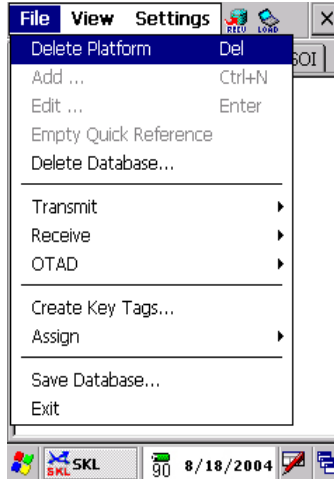 File View Settings RECV LOAD
Delete Platform Del
SOI
Add ... Ctrl+N
Edit ... Enter
Empty Quick Reference
Delete Database...
Transmit
Receive
OTAD
Create Key Tags...
Assign
Save Database...
Exit
SKL SKL 90 8/18/2004